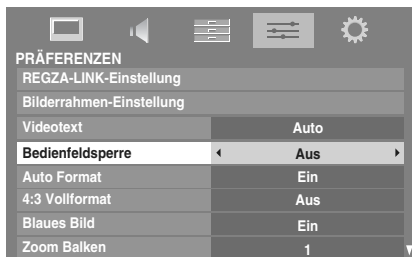 PRÄFERENZEN
REGZA-LINK-Einstellung
Bilderrahmen-Einstellung
Videotext Auto
Bedienfeldsperre Aus
Auto Format Ein
4:3 Vollformat Aus
Blaues Bild Ein
Zoom Balken 1